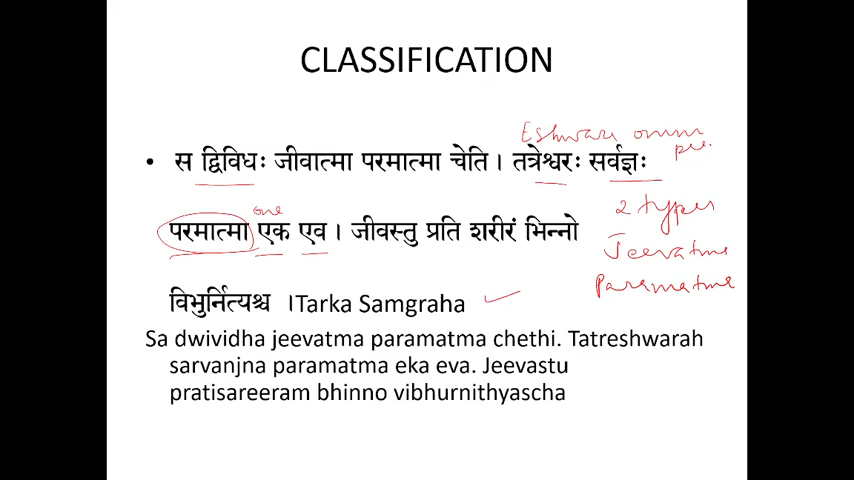 CLASSIFICATION
Eshwara omni
• स द्विविधः जीवात्मा परमात्मा चेति। तत्रेश्वरः सर्वज्ञः
one
2 types
परमात्मा एक एव। जीवस्तु प्रति शरीरं भिन्नो
Jeevatma
Paramatma
विभुर्नित्यश्च ।Tarka Samgraha
Sa dwividha jeevatma paramatma chethi. Tatreshwarah
sarvanjna paramatma eka eva. Jeevastu
pratisareeram bhinno vibhurnithyascha